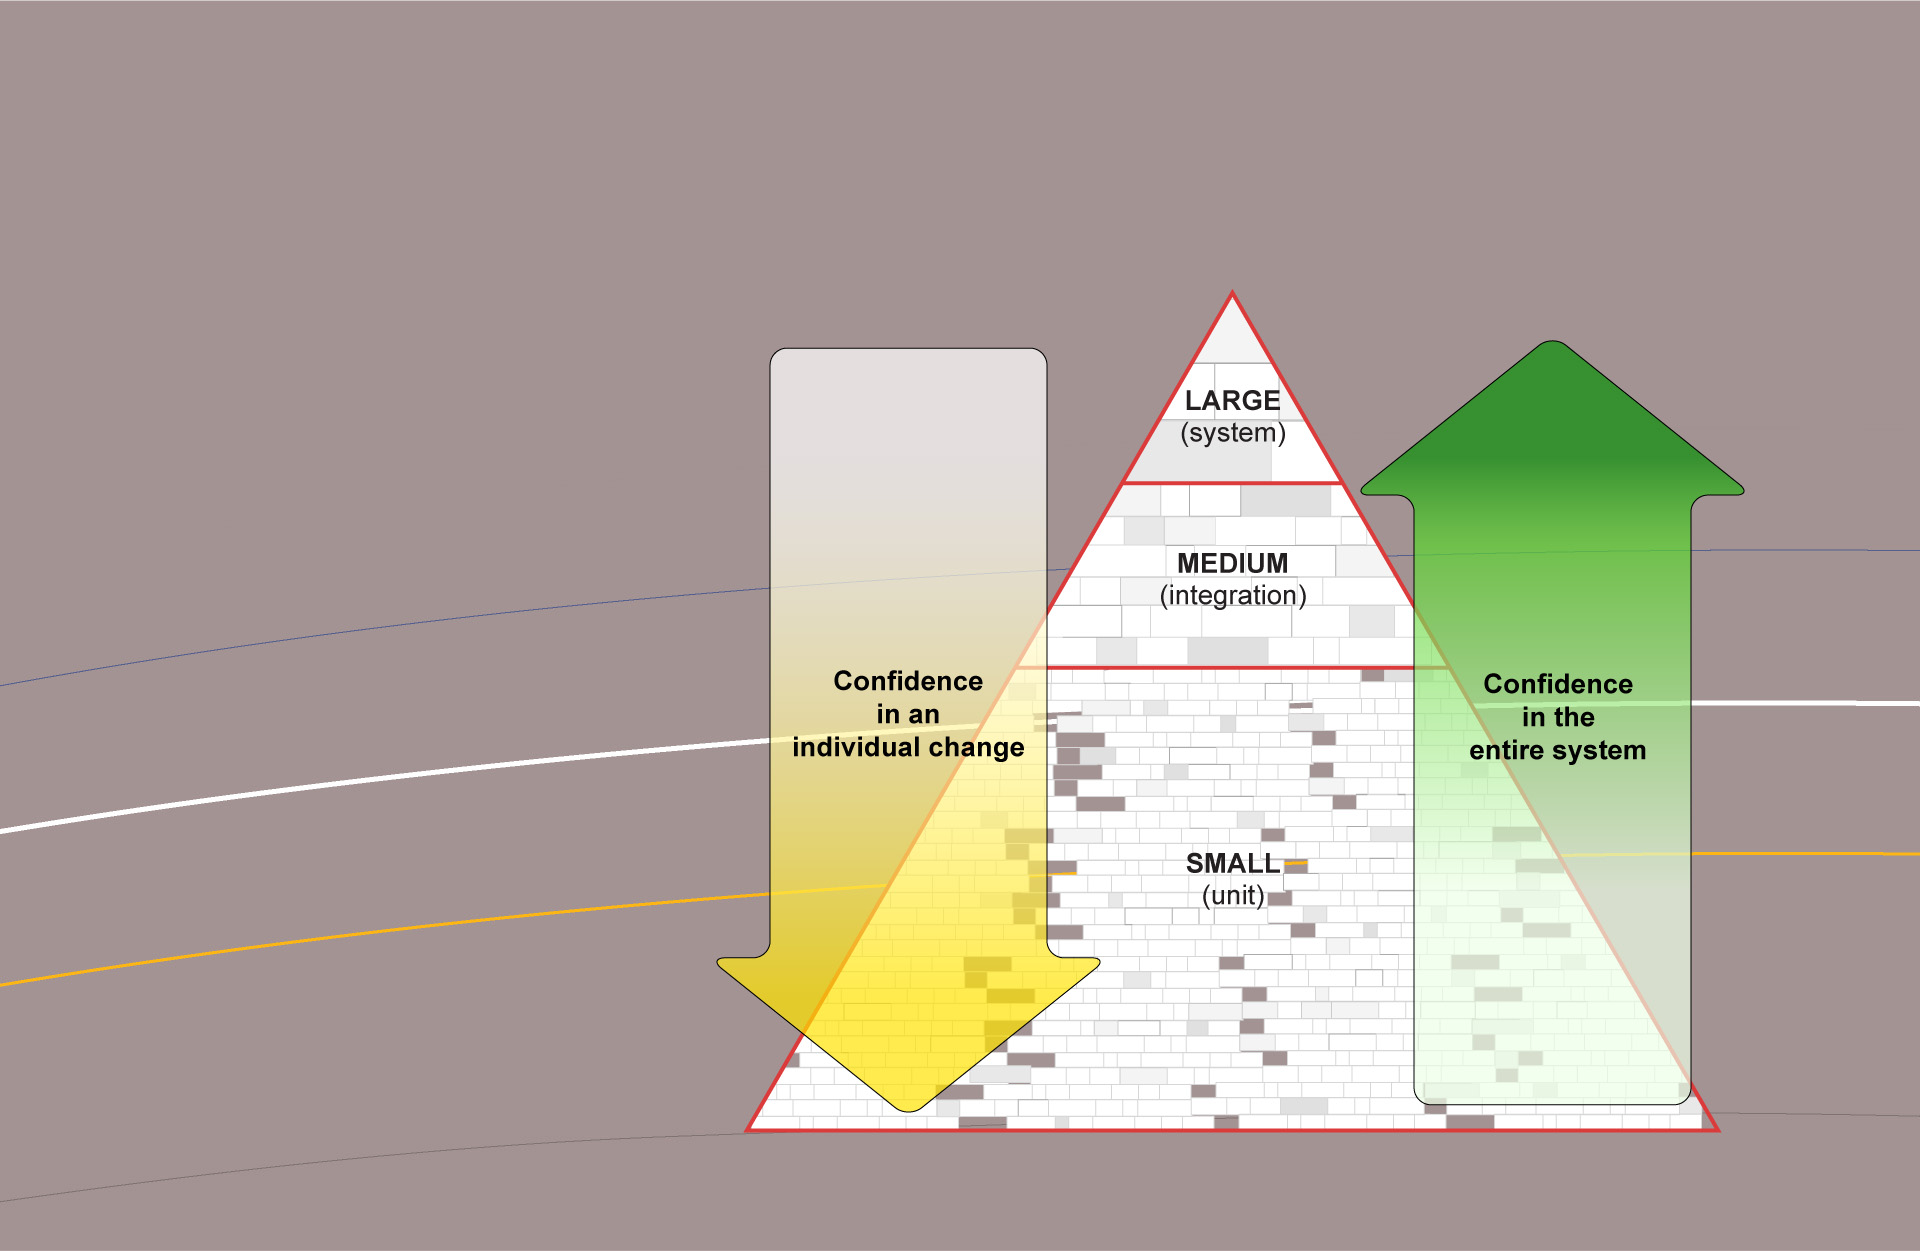 LARGE
(system)
MEDIUM
(integration)
Confidence
in an
individual change
Confidence
in the
entire system
SMALL
(unit)